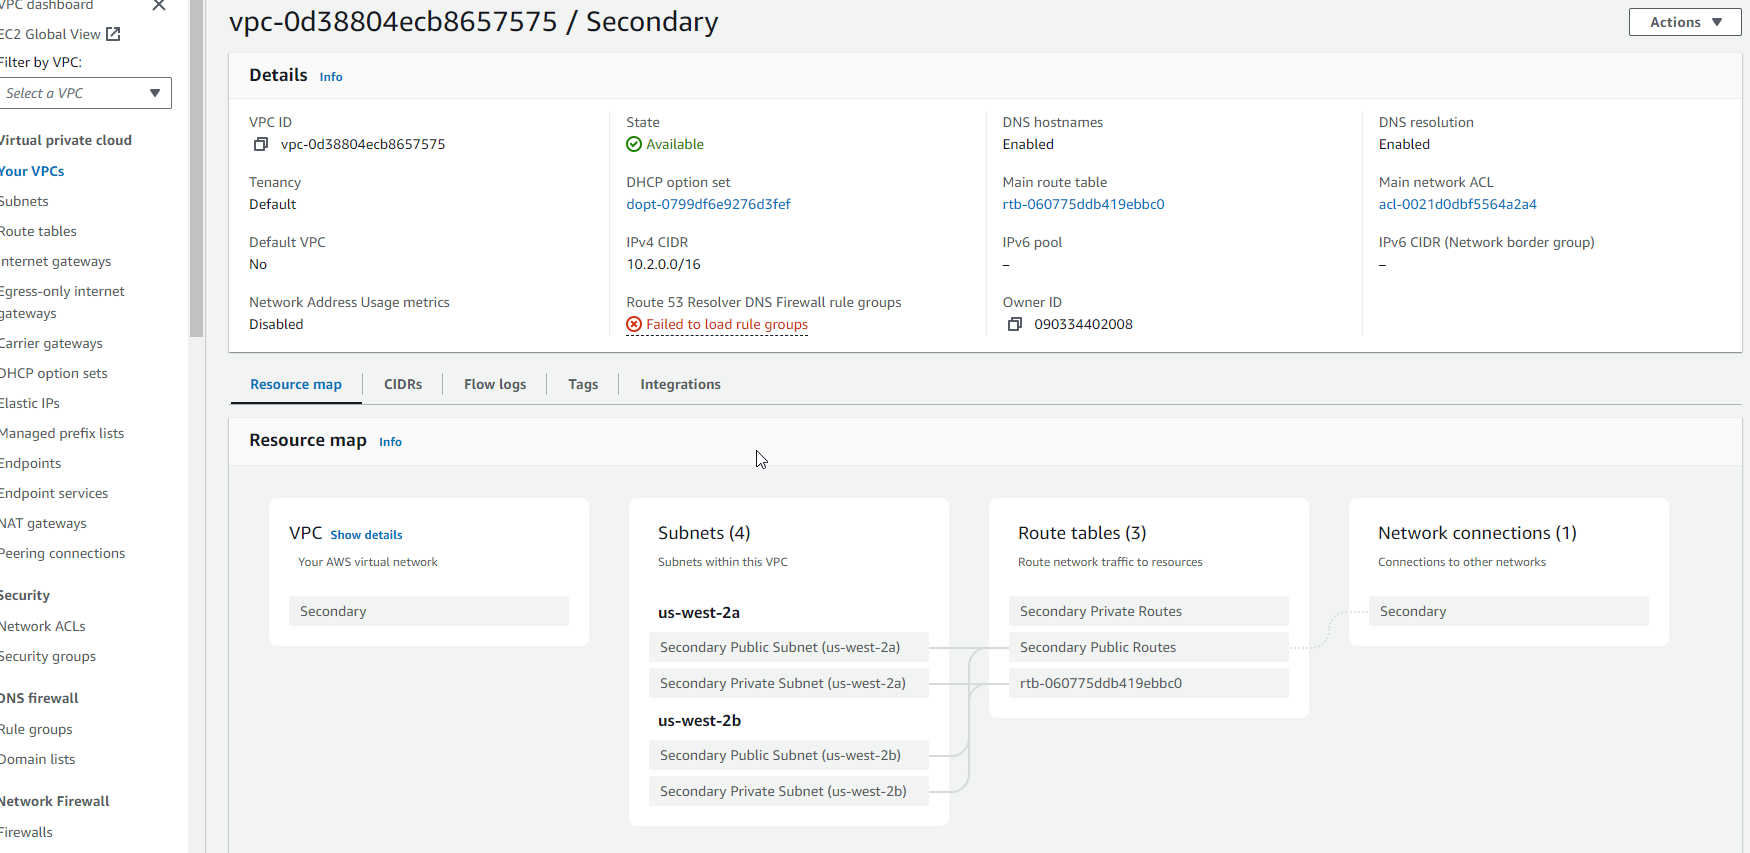 VPC dashboard
EC2 Global View
Filter by VPC:
Select a VPC
Virtual private cloud
Your VPCs
Subnets
Route tables
Internet gateways
Egress-only internet
gateways
Carrier gateways
DHCP option sets
Elastic IPs
Managed prefix lists
Endpoints
Endpoint services
NAT gateways
Peering connections
Security
Network ACLs
Security groups
DNS firewall
Rule groups
Domain lists
Network Firewall
Firewalls
vpc-0d38804ecb8657575 / Secondary
Actions
Details Info
VPC ID
vpc-0d38804ecb8657575
State
Available
DNS hostnames
Enabled
DNS resolution
Enabled
Tenancy
Default
DHCP option set
dopt-0799df6e9276d3fef
Main route table
rtb-060775ddb419ebbc0
Main network ACL
acl-0021d0dbf5564a2a4
Default VPC
No
IPv4 CIDR
10.2.0.0/16
IPv6 pool
–
IPv6 CIDR (Network border group)
–
Network Address Usage metrics
Disabled
Route 53 Resolver DNS Firewall rule groups
Failed to load rule groups
Owner ID
090334402008
Resource map
CIDRs
Flow logs
Tags
Integrations
Resource map Info
VPC Show details
Your AWS virtual network
Secondary
Subnets (4)
Subnets within this VPC
us-west-2a
Secondary Public Subnet (us-west-2a)
Secondary Private Subnet (us-west-2a)
us-west-2b
Secondary Public Subnet (us-west-2b)
Secondary Private Subnet (us-west-2b)
Route tables (3)
Route network traffic to resources
Secondary Private Routes
Secondary Public Routes
rtb-060775ddb419ebbc0
Network connections (1)
Connections to other networks
Secondary